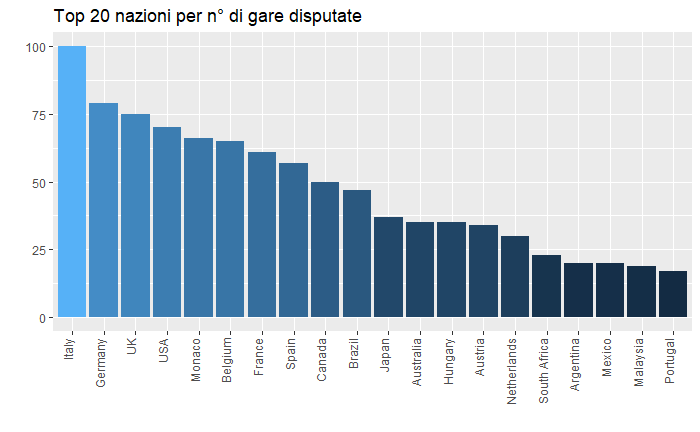 Top 20 nazioni per n° di gare disputate
100
75
50
25
0
Italy
Germany
UK
USA
Monaco
Belgium
France
Spain
Canada
Brazil
Japan
Australia
Hungary
Austria
Netherlands
South Africa
Argentina
Mexico
Malaysia
Portugal